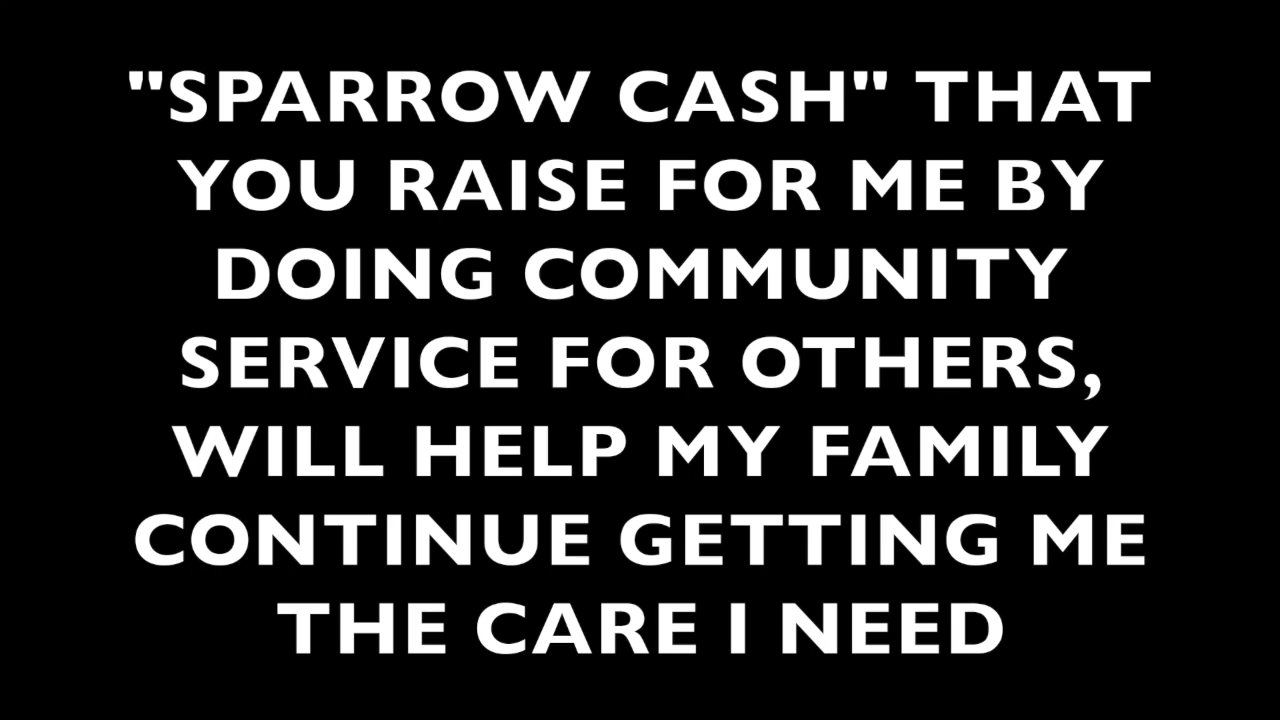 "SPARROW CASH" THAT
YOU RAISE FOR ME BY
DOING COMMUNITY
SERVICE FOR OTHERS,
WILL HELP MY FAMILY
CONTINUE GETTING ME
THE CARE I NEED